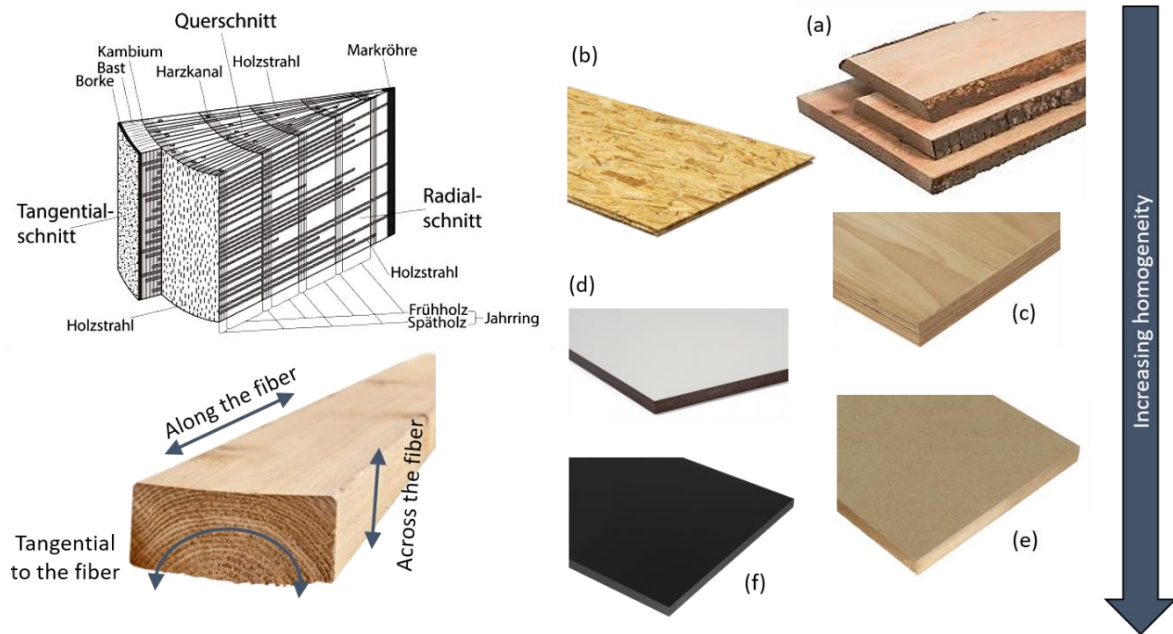 Querschnitt
Kambium
Bast
Borke
Harzkanal
Holzstrahl
Markröhre
Tangential-
schnitt
Radial-
schnitt
Holzstrahl
Holzstrahl
Frühholz
Spätholz
Jahrring
Along the fiber
Across the fiber
Tangential
to the fiber
(a)
(b)
(c)
(d)
(e)
(f)
Increasing homogeneity